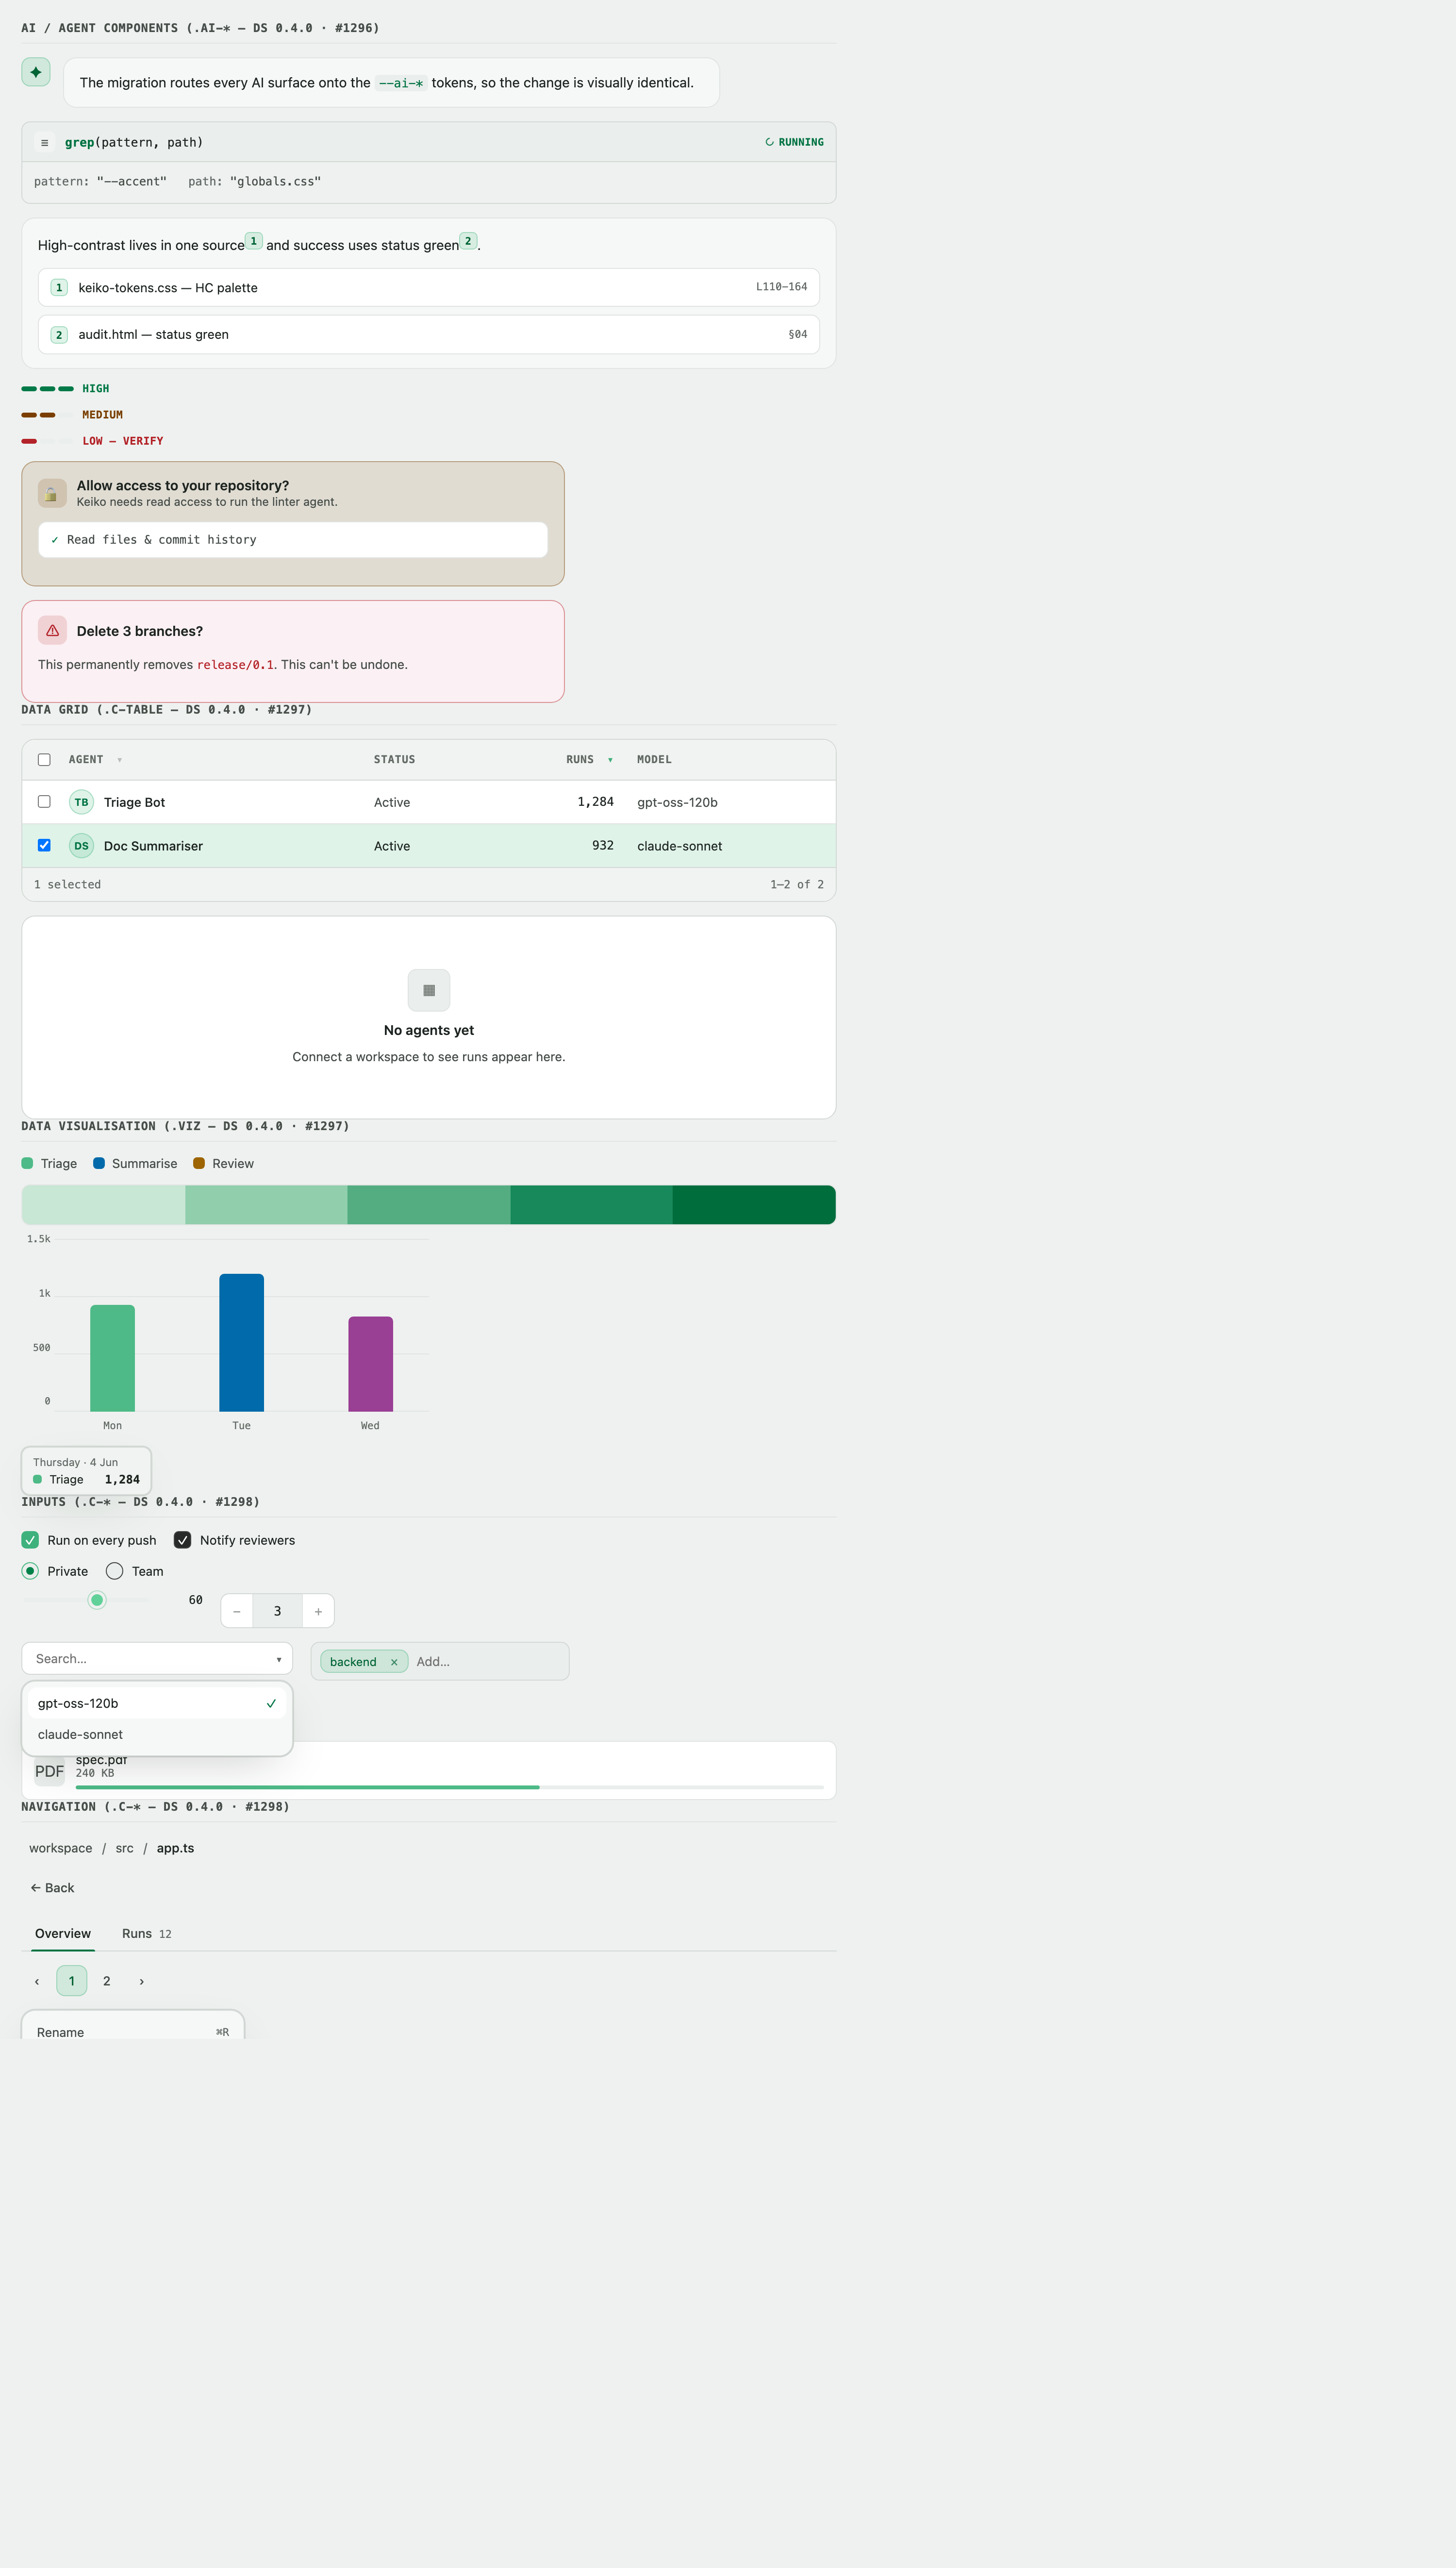 AI / AGENT COMPONENTS (.AI-* — DS 0.4.0 · #1296)
The migration routes every AI surface onto the --ai-* tokens, so the change is visually identical.
grep(pattern, path)
RUNNING
pattern: "--accent" path: "globals.css"
High-contrast lives in one source1 and success uses status green2.
1 keiko-tokens.css — HC palette L110–164
2 audit.html — status green §04
HIGH
MEDIUM
LOW — VERIFY
Allow access to your repository?
Keiko needs read access to run the linter agent.
✓ Read files & commit history
Delete 3 branches?
This permanently removes release/0.1. This can't be undone.
DATA GRID (.C-TABLE — DS 0.4.0 · #1297)
AGENT ▾ STATUS RUNS ▾ MODEL
TB Triage Bot Active 1,284 gpt-oss-120b
DS Doc Summariser Active 932 claude-sonnet
1 selected 1–2 of 2
No agents yet
Connect a workspace to see runs appear here.
DATA VISUALISATION (.VIZ — DS 0.4.0 · #1297)
Triage Summarise Review
1.5k
1k
500
0
Mon Tue Wed
Thursday · 4 Jun
Triage 1,284
INPUTS (.C-* — DS 0.4.0 · #1298)
Run on every push Notify reviewers
Private Team
60 − 3 +
Search... ▾ backend × Add...
gpt-oss-120b ✓
claude-sonnet
spec.pdf
PDF 240 KB
NAVIGATION (.C-* — DS 0.4.0 · #1298)
workspace / src / app.ts
← Back
Overview Runs 12
‹ 1 2 ›
Rename ⌘R